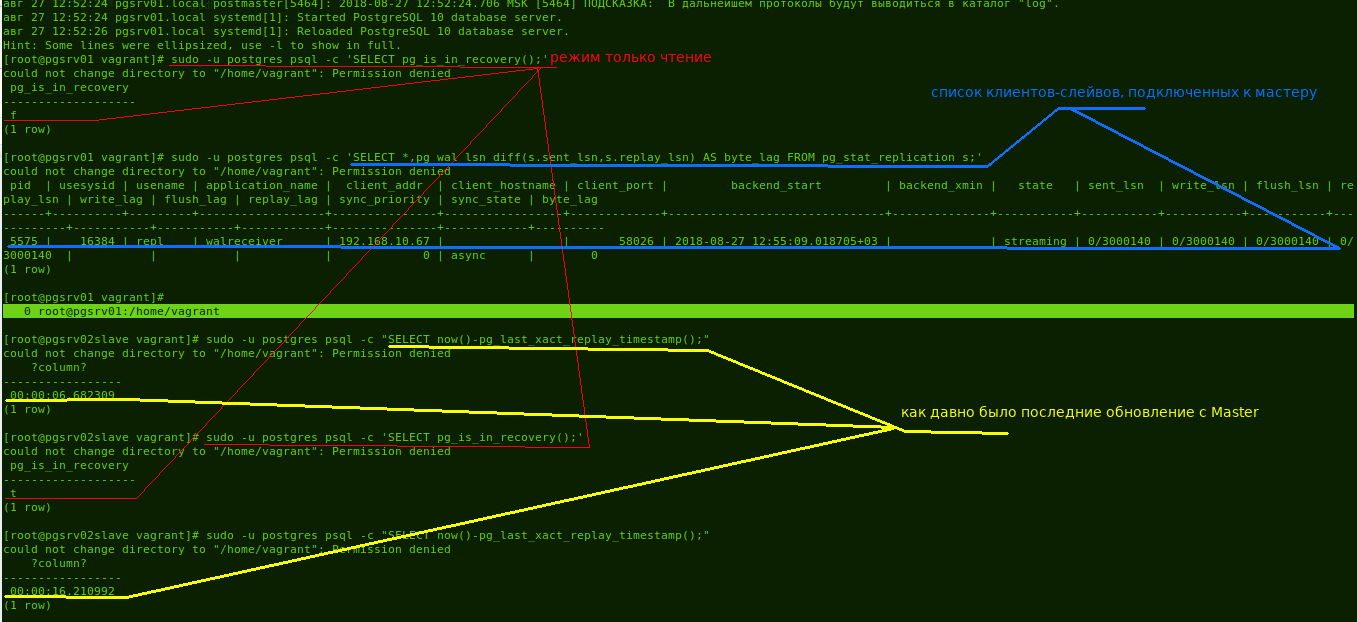 авг 27 12:52:24 pgsrv01.local postmaster[5464]: 2018-08-27 12:52:24.706 MSK [5464] ПОДСКАЗКА:  В дальнейшем протоколы будут выводиться в каталог "log".
авг 27 12:52:24 pgsrv01.local systemd[1]: Started PostgreSQL 10 database server.
авг 27 12:52:26 pgsrv01.local systemd[1]: Reloaded PostgreSQL 10 database server.
Hint: Some lines were ellipsized, use -l to show in full.
[root@pgsrv01 vagrant]# sudo -u postgres psql -c 'SELECT pg_is_in_recovery();' режим только чтение
could not change directory to "/home/vagrant": Permission denied
pg_is_in_recovery
-------------------
f
(1 row)
список клиентов-слейвов, подключенных к мастеру
[root@pgsrv01 vagrant]# sudo -u postgres psql -c 'SELECT *,pg_wal_lsn_diff(s.sent_lsn,s.replay_lsn) AS byte_lag FROM pg_stat_replication s;'
could not change directory to "/home/vagrant": Permission denied
pid | usesysid | usename | application_name | client_addr | client_hostname | client_port | backend_start | backend_xmin | state | sent_lsn | write_lsn | flush_lsn | re
play_lsn | write_lag | flush_lag | replay_lag | sync_priority | sync_state | byte_lag
------+----------+---------+------------------+---------------+-----------------+-------------+-------------------------------+--------------+-----------+-----------+-----------+-----------+---
---------+-----------+-----------+------------+---------------+------------+----------
5575 | 16384 | repl | walreceiver | 192.168.10.67 | | 58026 | 2018-08-27 12:55:09.018705+03 | | streaming | 0/3000140 | 0/3000140 | 0/3000140 | 0/
3000140 | | | | 0 | async | 0
(1 row)
[root@pgsrv01 vagrant]#
0 root@pgsrv01:/home/vagrant
[root@pgsrv02slave vagrant]# sudo -u postgres psql -c "SELECT now()-pg_last_xact_replay_timestamp();"
could not change directory to "/home/vagrant": Permission denied
?column?
-----------------
00:00:06.682309
(1 row)
как давно было последние обновление с Master
[root@pgsrv02slave vagrant]# sudo -u postgres psql -c 'SELECT pg_is_in_recovery();'
could not change directory to "/home/vagrant": Permission denied
pg_is_in_recovery
-------------------
t
(1 row)
[root@pgsrv02slave vagrant]# sudo -u postgres psql -c "SELECT now()-pg_last_xact_replay_timestamp();"
could not change directory to "/home/vagrant": Permission denied
?column?
-----------------
00:00:16.210992
(1 row)